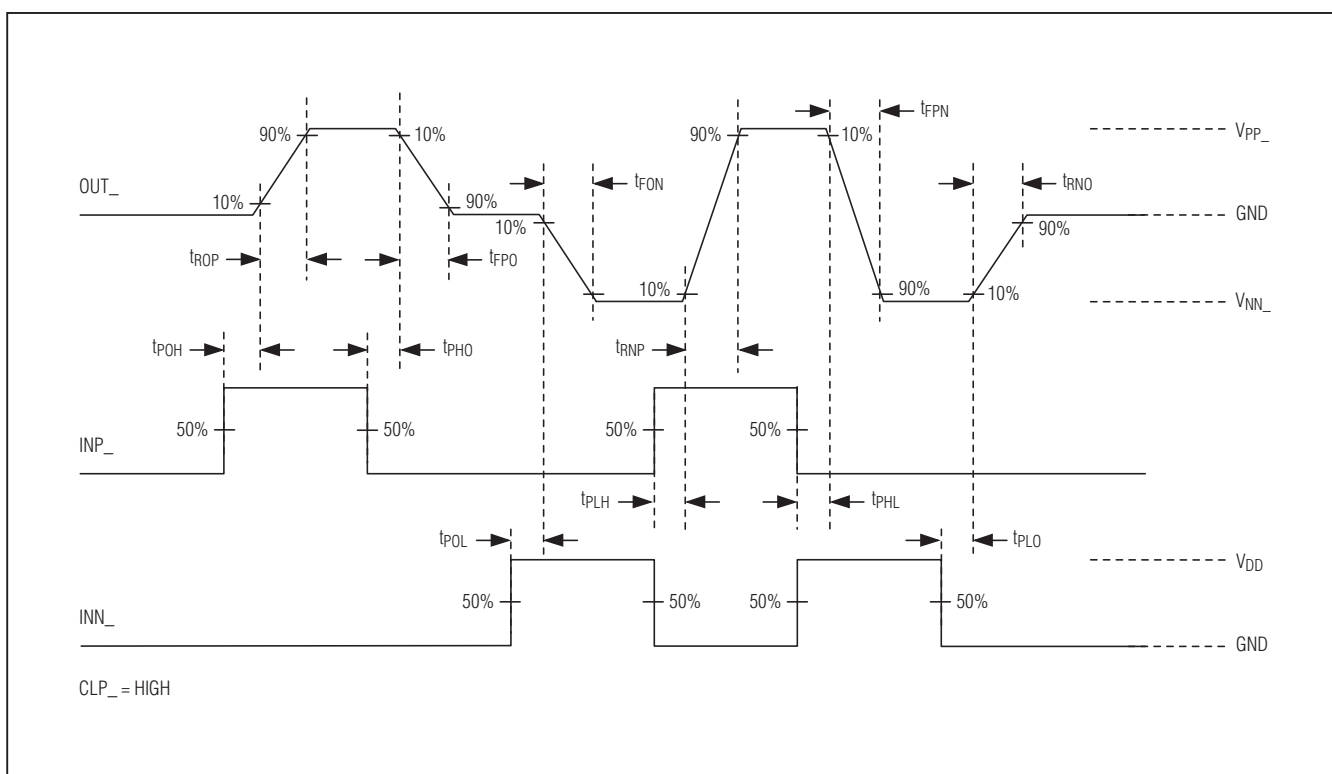 tFPN
90% 10% 90% 10% VPP_
tFON tRNO
OUT_ 10% 90% 10% GND
90%
tROP tFPO
10% 90% 10% VNN_
tPOH tPHO tRNP
50% 50% 50% 50%
INP_
tPLH tPHL
tPOL tPLO
VDD
50% 50% 50% 50%
INN_
GND
CLP_ = HIGH